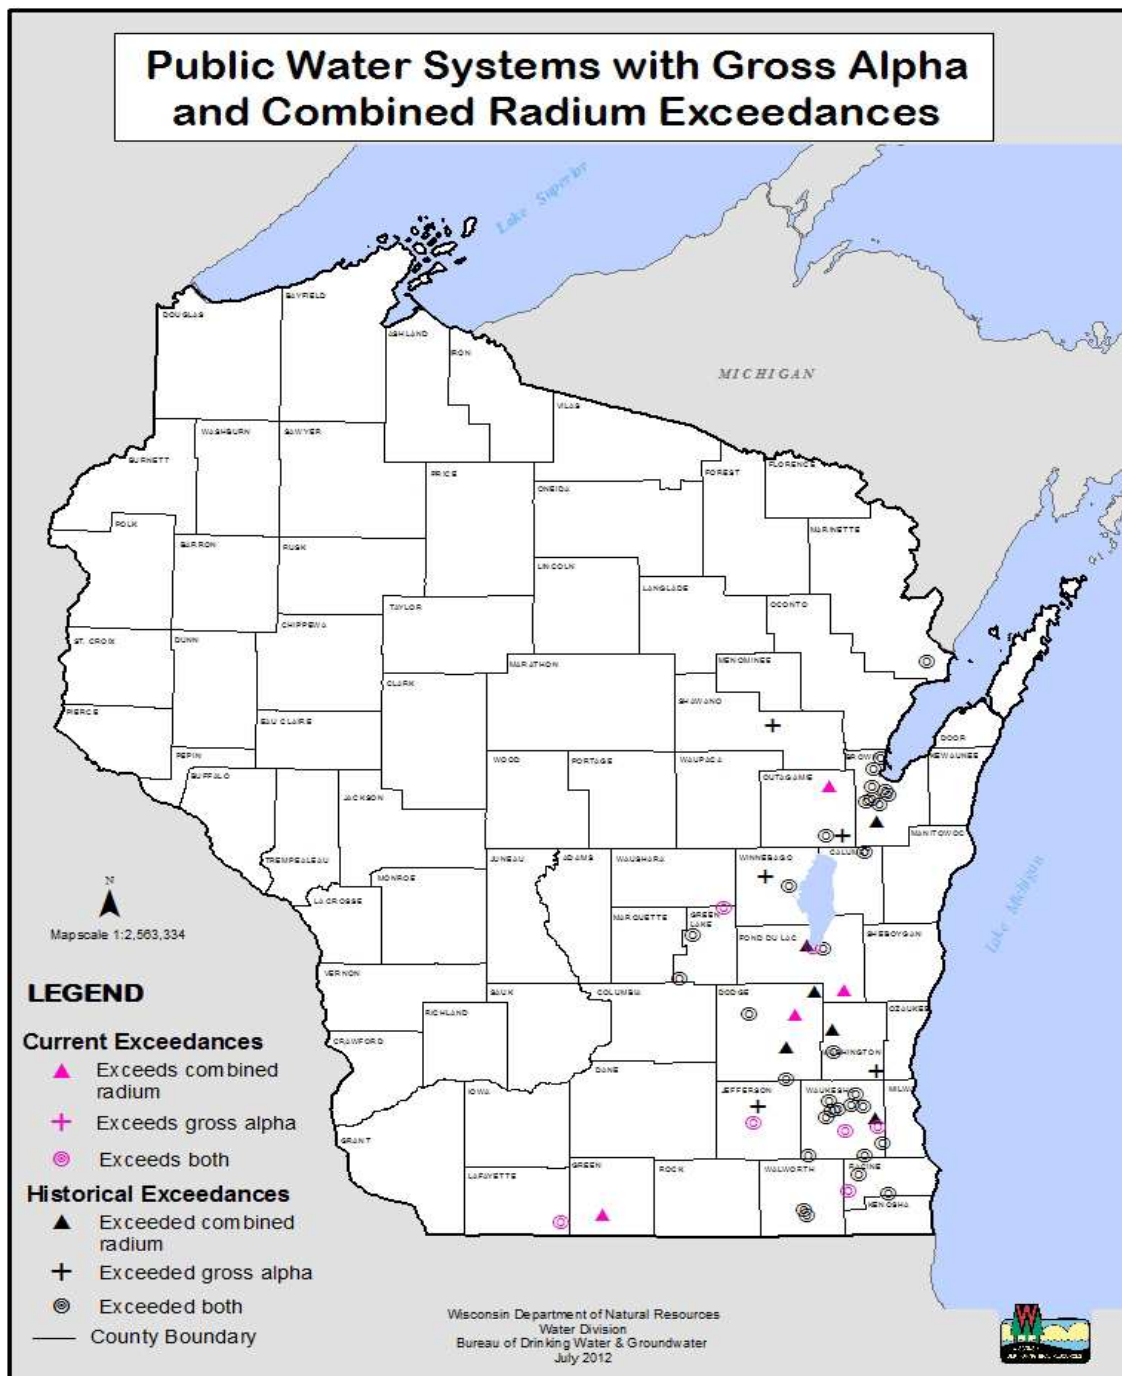 Public Water Systems with Gross Alpha
and Combined Radium Exceedances
Lake Superior
BAYFIELD
DOUGLAS
ASHLAND
IRON
MICHIGAN
VILAS
WASHBURN
SAWYER
BURNETT
PRICE
FOREST
FLORENCE
ONEIDA
POLK
MARINETTE
BARRON
RUSK
LINCOLN
LANGLADE
TAYLOR
OCONTO
CHIPPEWA
ST. CROIX
DUNN
MARATHON
MENOMINEE
CLARK
SHAWANO
PIERCE
EAU CLAIRE
DOOR
PEPIN
WOOD
PORTAGE
WAUPACA
BROWN
KEWAUNEE
BUFFALO
OUTAGAMIE
JACKSON
MANITOWOC
TREMPEALEAU
JUNEAU
ADAMS
WAUSHARA
WINNEBAGO
CALUMET
MONROE
N
LACROSSE
MARQUETTE
GREEN
LAKE
Lake Michigan
Mapscale 1:2,563,334
FOND DU LAC
SHEBOYGAN
VERNON
LEGEND
SAUK
COLUMBIA
DODGE
OZAUKEE
RICHLAND
CRAWFORD
Current Exceedances
WASHINGTON
Exceeds combined
radium
DANE
IOWA
JEFFERSON
WAUKESHA
MILW
Exceeds gross alpha
GRANT
Exceeds both
LAFAYETTE
GREEN
ROCK
WALWORTH
RACINE
Historical Exceedances
KENOSHA
Exceeded combined
radium
Exceeded gross alpha
Exceeded both
County Boundary
Wisconsin Department of Natural Resources
Water Division
Bureau of Drinking Water & Groundwater
July 2012
W